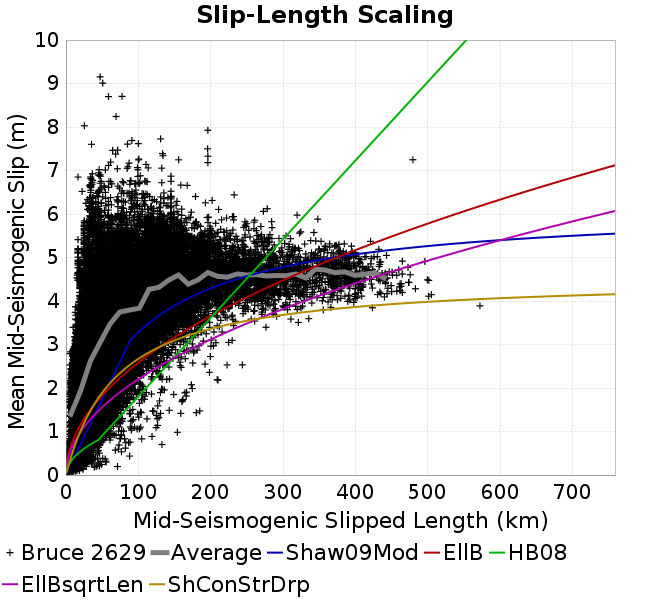 Slip-Length Scaling
Mean Mid-Seismogenic Slip (m)
10
9
8
7
6
5
4
3
2
1
0
0 100 200 300 400 500 600 700
Mid-Seismogenic Slipped Length (km)
Bruce 2629 Average Shaw09Mod EllB HB08
EllBsqrtLen ShConStrDrp